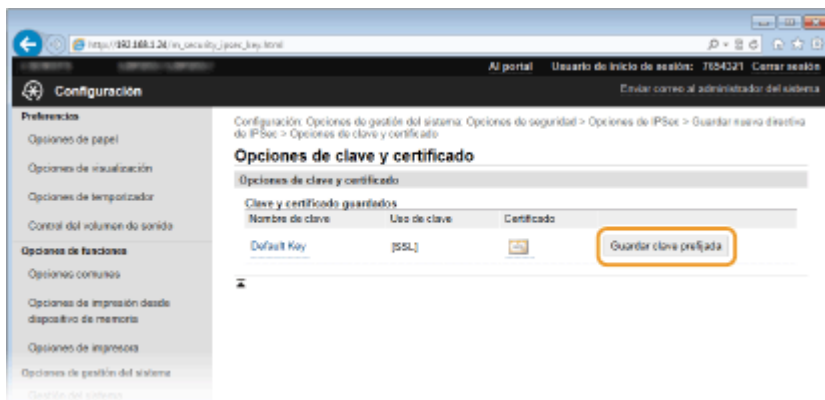 http://192.168.1.24/m_security_ipsec_key.html
Al portal Usuario de inicio de sesión: 7654321 Cerrar sesión
Configuración Enviar correo al administrador del sistema
Preferencias
Opciones de papel
Opciones de visualización
Opciones de temporizador
Control del volumen de sonido
Opciones de funciones
Opciones comunes
Opciones de impresión desde
dispositivo de memoria
Opciones de impresora
Opciones de gestión del sistema
Gestión del sistema
Configuración: Opciones de gestión del sistema: Opciones de seguridad > Opciones de IPSec > Guardar nueva directiva
de IPSec > Opciones de clave y certificado
Opciones de clave y certificado
Opciones de clave y certificado
Clave y certificado guardados
Nombre de clave Uso de clave Certificado
Default Key [SSL] Guardar clave prefijada